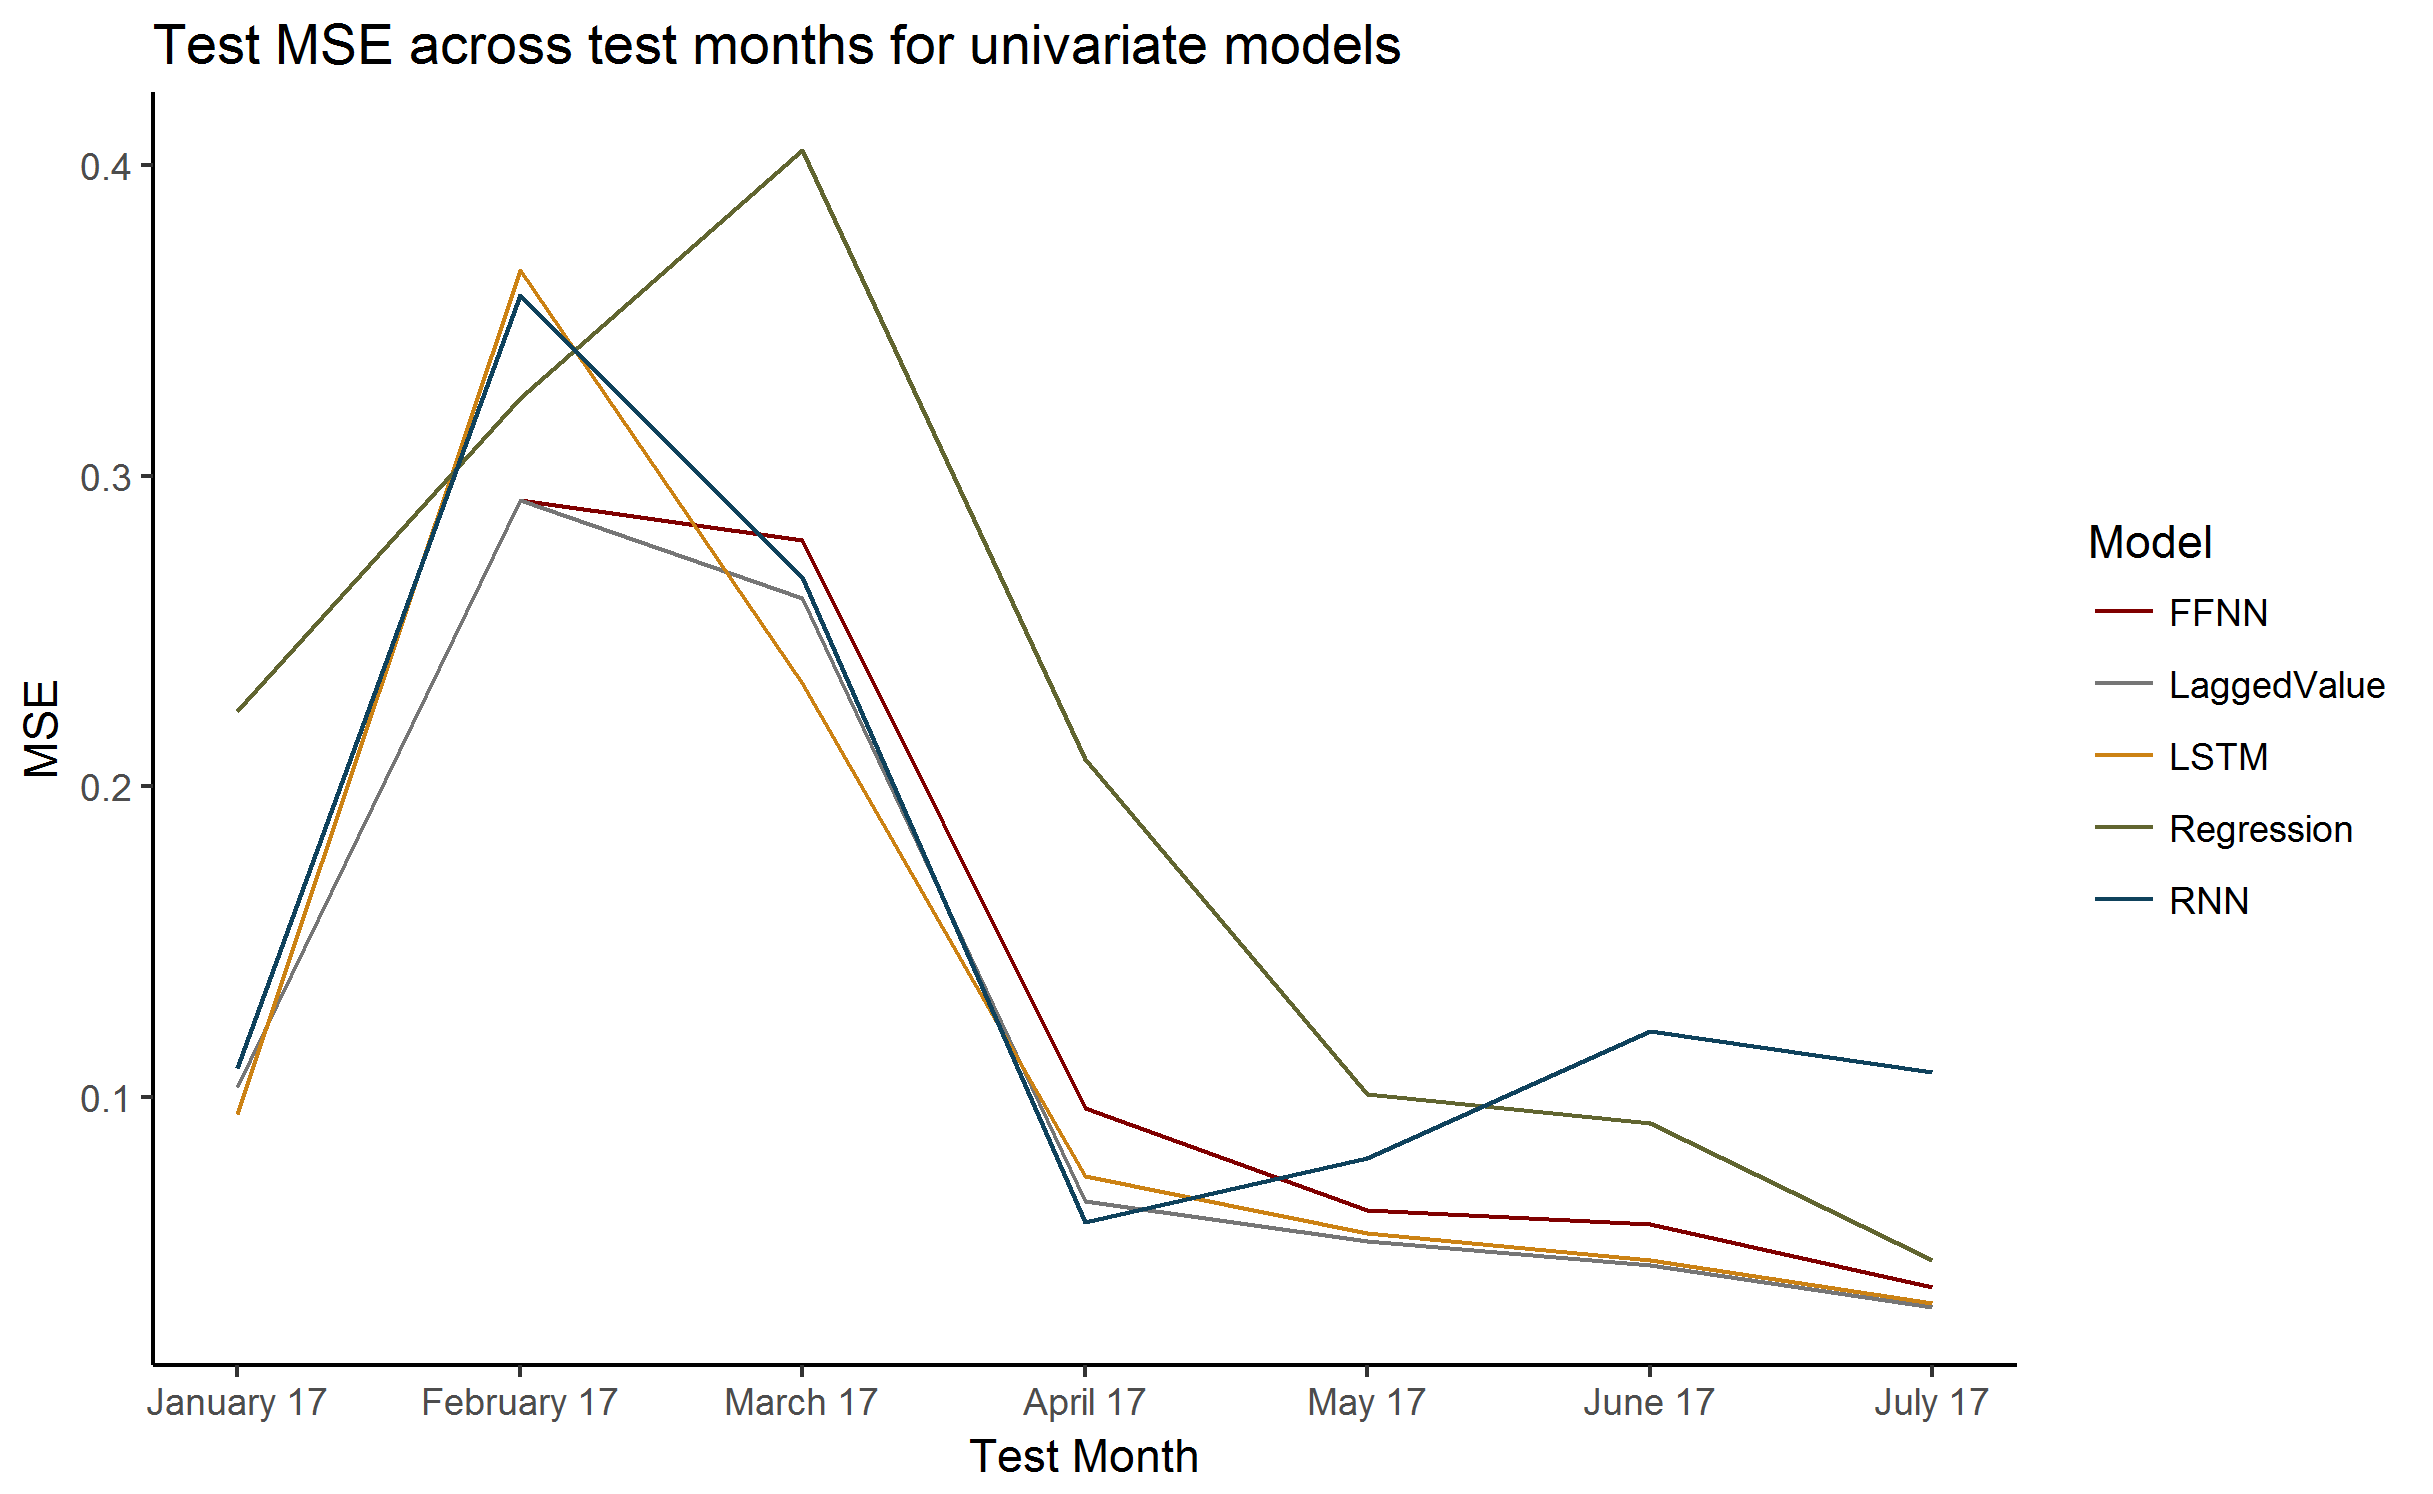 Test MSE across test months for univariate models
MSE
0.4
0.3
0.2
0.1
January 17
February 17
March 17
April 17
May 17
June 17
July 17
Test Month
Model
FFNN
LaggedValue
LSTM
Regression
RNN